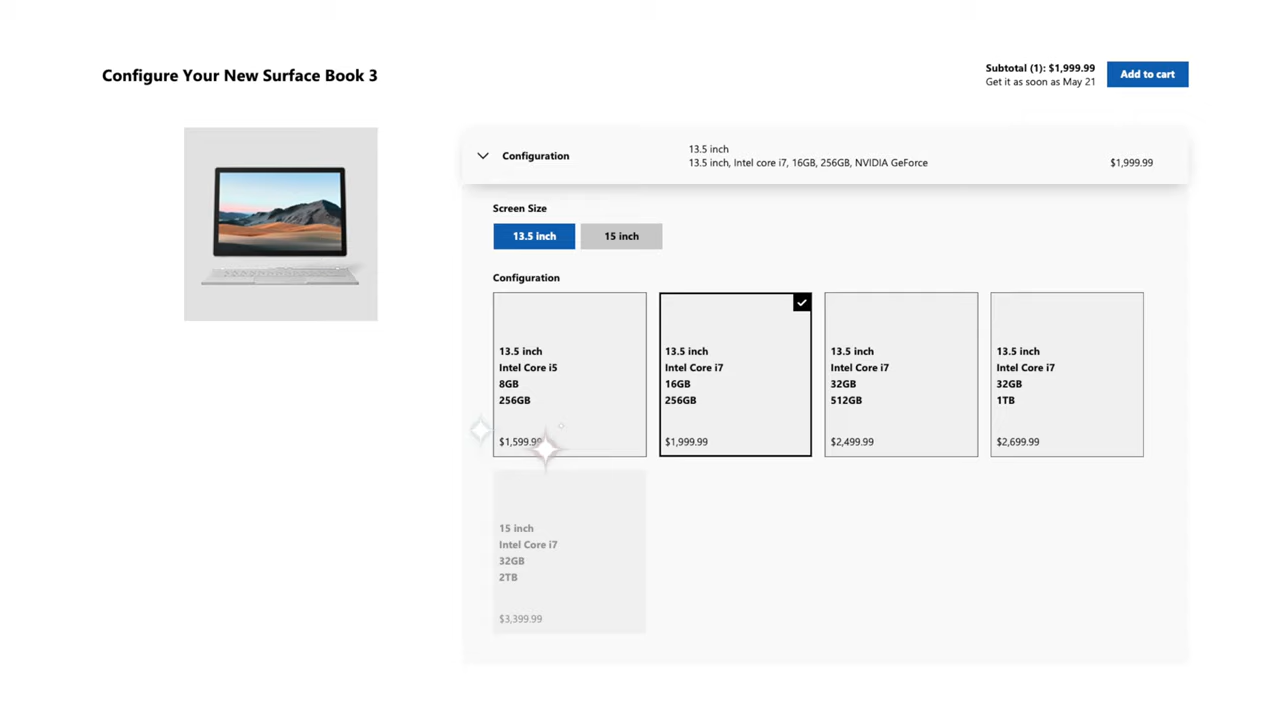 Configure Your New Surface Book 3
Subtotal (1): $1,999.99
Get it as soon as May 21
Add to cart
Configuration
13.5 inch
13.5 inch, Intel core i7, 16GB, 256GB, NVIDIA GeForce
$1,999.99
Screen Size
13.5 inch
15 inch
Configuration
13.5 inch
Intel Core i5
8GB
256GB
$1,599.99
13.5 inch
Intel Core i7
16GB
256GB
$1,999.99
13.5 inch
Intel Core i7
32GB
512GB
$2,499.99
13.5 inch
Intel Core i7
32GB
1TB
$2,699.99
15 inch
Intel Core i7
32GB
2TB
$3,399.99